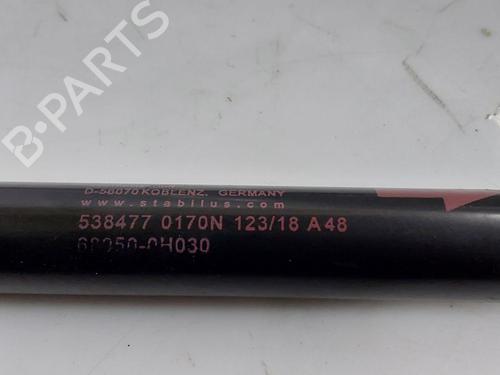 B-PARTS
D-56070 KOBLENZ, GERMANY
www.stabilus.com
538477 0170N 123/18 A48
68950-0H030